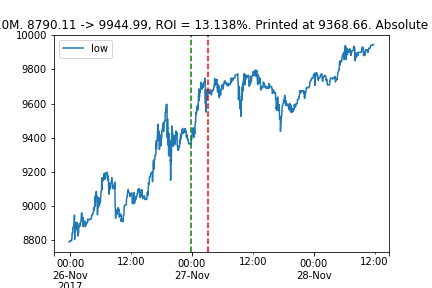 .0M. 8790.11 -> 9944.99, ROI = 13.138%. Printed at 9368.66. Absolute
10000
low
9800
9600
9400
9200
9000
8800
00:00 12:00 00:00 12:00 00:00 12:00
26-Nov 27-Nov 28-Nov
2017